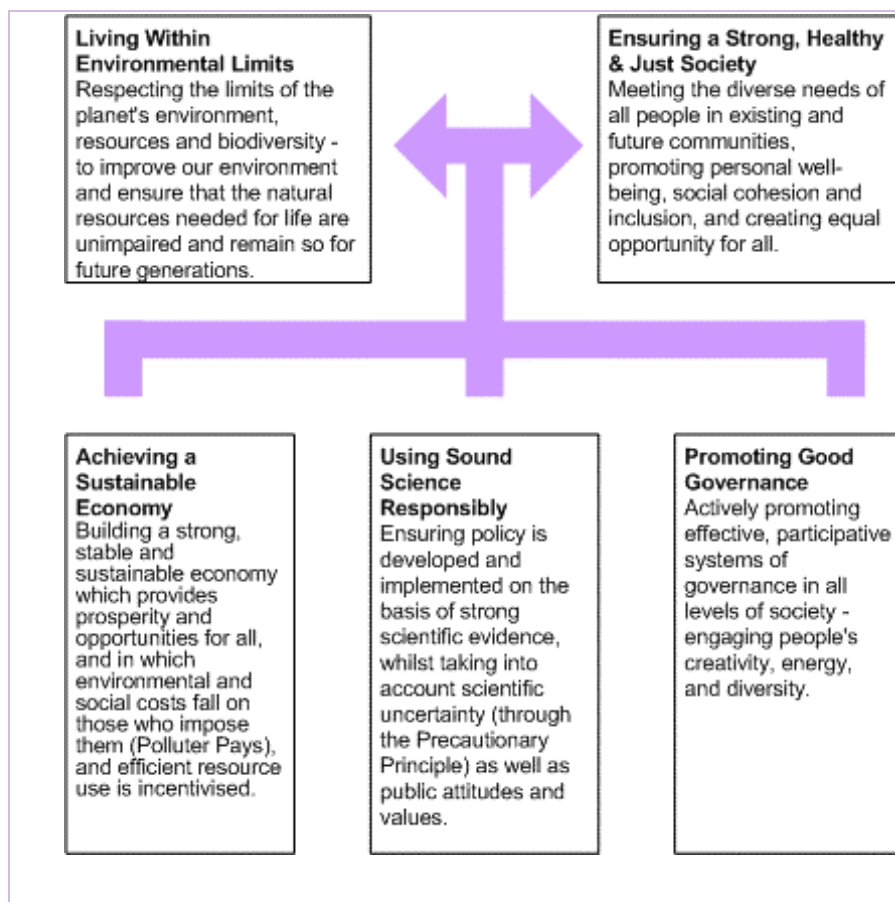 Living Within
Environmental Limits
Respecting the limits of the
planet's environment,
resources and biodiversity -
to improve our environment
and ensure that the natural
resources needed for life are
unimpaired and remain so for
future generations.
Ensuring a Strong, Healthy
& Just Society
Meeting the diverse needs of
all people in existing and
future communities,
promoting personal well-
being, social cohesion and
inclusion, and creating equal
opportunity for all.
Achieving a
Sustainable
Economy
Building a strong,
stable and
sustainable economy
which provides
prosperity and
opportunities for all,
and in which
environmental and
social costs fall on
those who impose
them (Polluter Pays),
and efficient resource
use is incentivised.
Using Sound
Science
Responsibly
Ensuring policy is
developed and
implemented on the
basis of strong
scientific evidence,
whilst taking into
account scientific
uncertainty (through
the Precautionary
Principle) as well as
public attitudes and
values.
Promoting Good
Governance
Actively promoting
effective, participative
systems of
governance in all
levels of society -
engaging people's
creativity, energy,
and diversity.